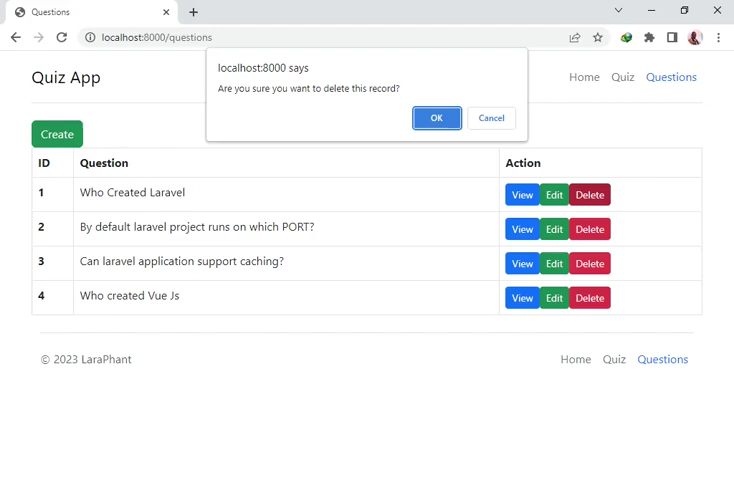 Questions
localhost:8000/questions
Quiz App
Home Quiz Questions
localhost:8000 says
Are you sure you want to delete this record?
OK Cancel
Create
ID Question Action
1 Who Created Laravel View Edit Delete
2 By default laravel project runs on which PORT? View Edit Delete
3 Can laravel application support caching? View Edit Delete
4 Who created Vue Js View Edit Delete
© 2023 LaraPhant Home Quiz Questions